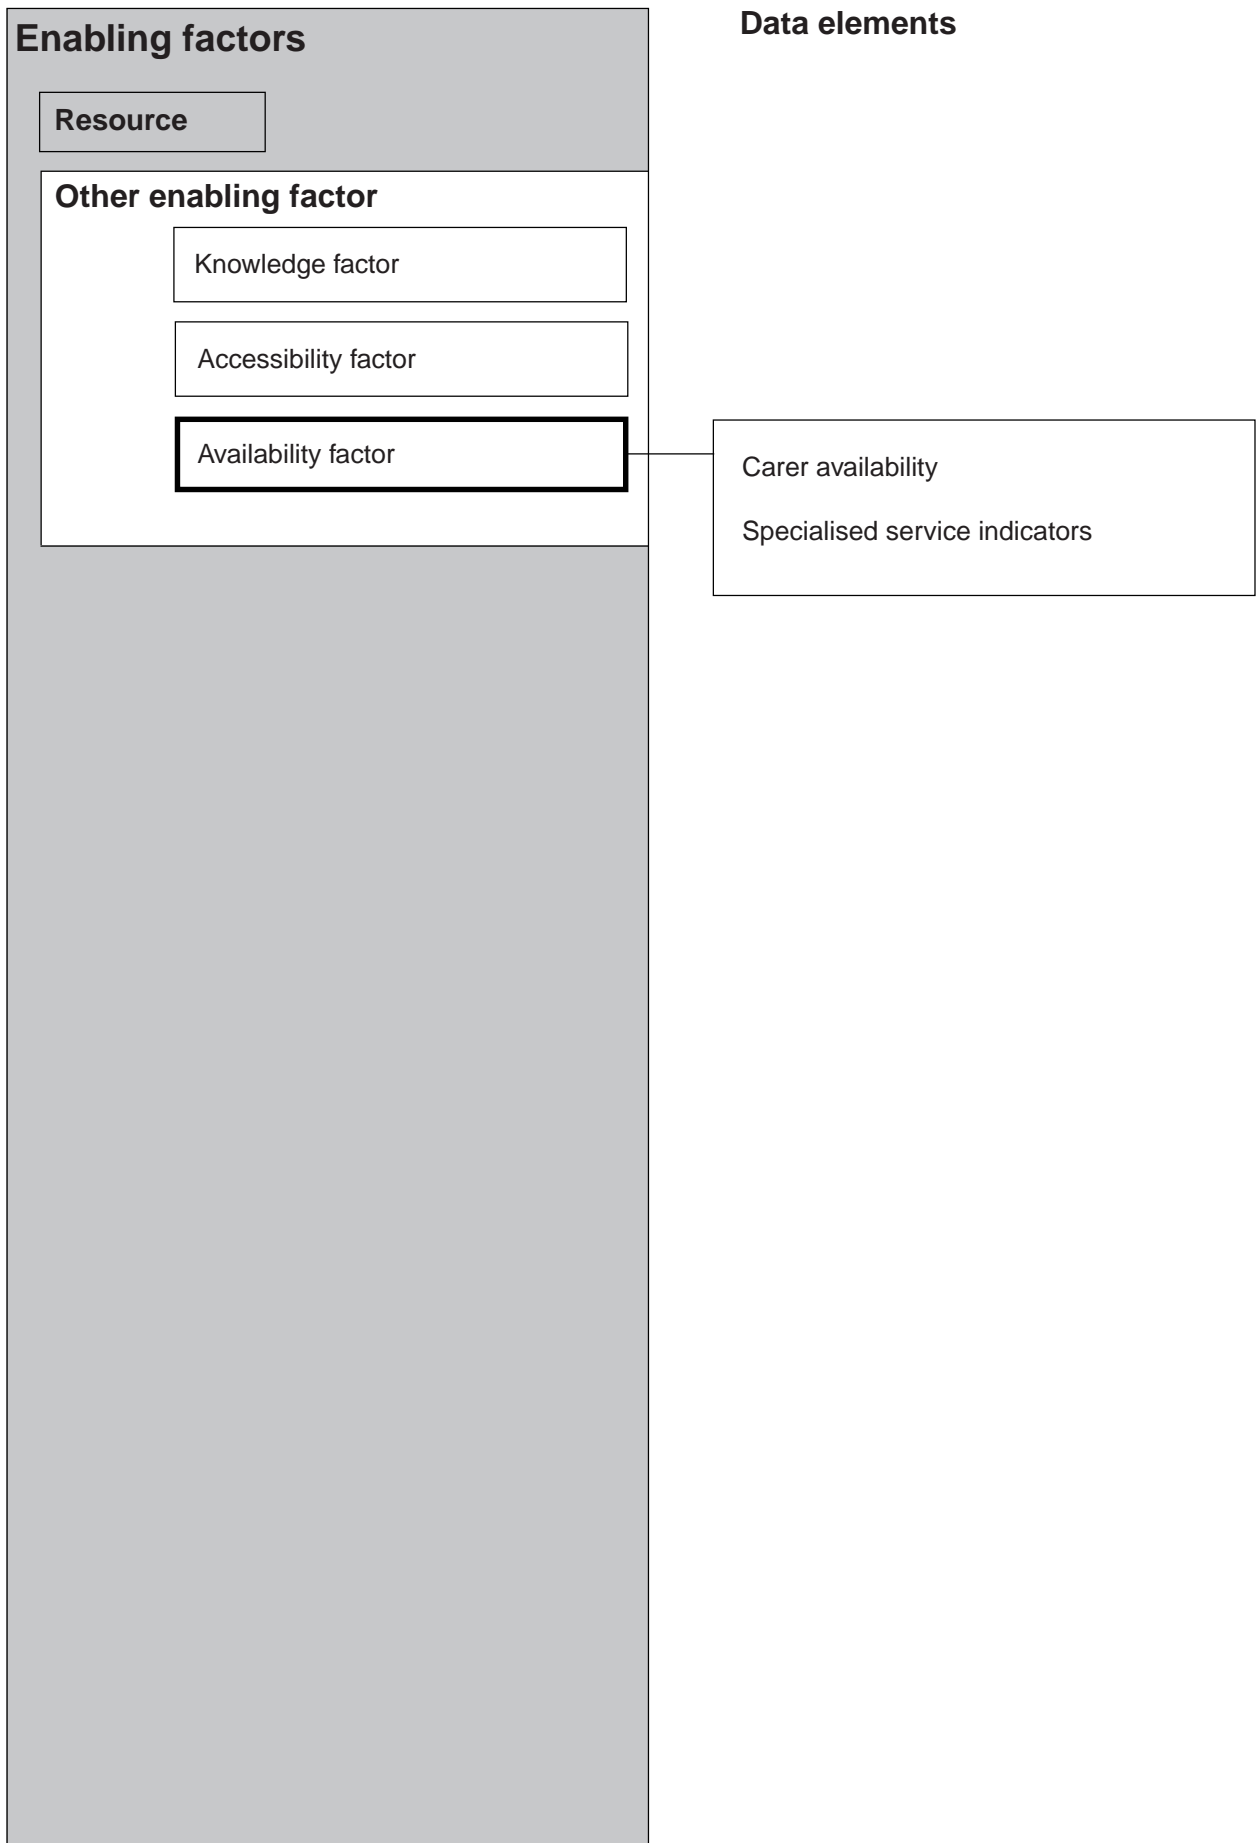 Enabling factors
Data elements
Resource
Other enabling factor
Knowledge factor
Accessibility factor
Availability factor
Carer availability
Specialised service indicators